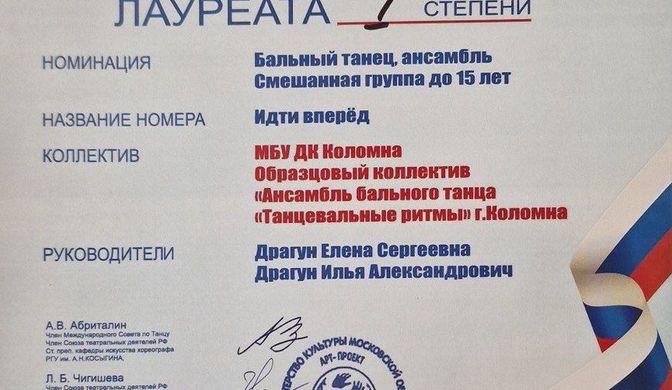 ЛАУРЕАТА I СТЕПЕНИ
НОМИНАЦИЯ Бальный танец, ансамбль
Смешанная группа до 15 лет
НАЗВАНИЕ НОМЕРА Идти вперёд
КОЛЛЕКТИВ МБУ ДК Коломна
Образцовый коллектив
«Ансамбль бального танца
«Танцевальные ритмы» г.Коломна
РУКОВОДИТЕЛИ Драгун Елена Сергеевна
Драгун Илья Александрович
А.В. Абриталин
Член Международного Совета по Танцу
Член Союза театральных деятелей РФ
Ст. преп. кафедры искусства хореографа
РГУ им. А.Н.КОСЫГИНА,
Л. Б. Чигишева
Член Союза театральных деятелей РФ
КУЛЬТУРЫ МОСКОВСКОЙ
АРТ-ПРОЕКТ